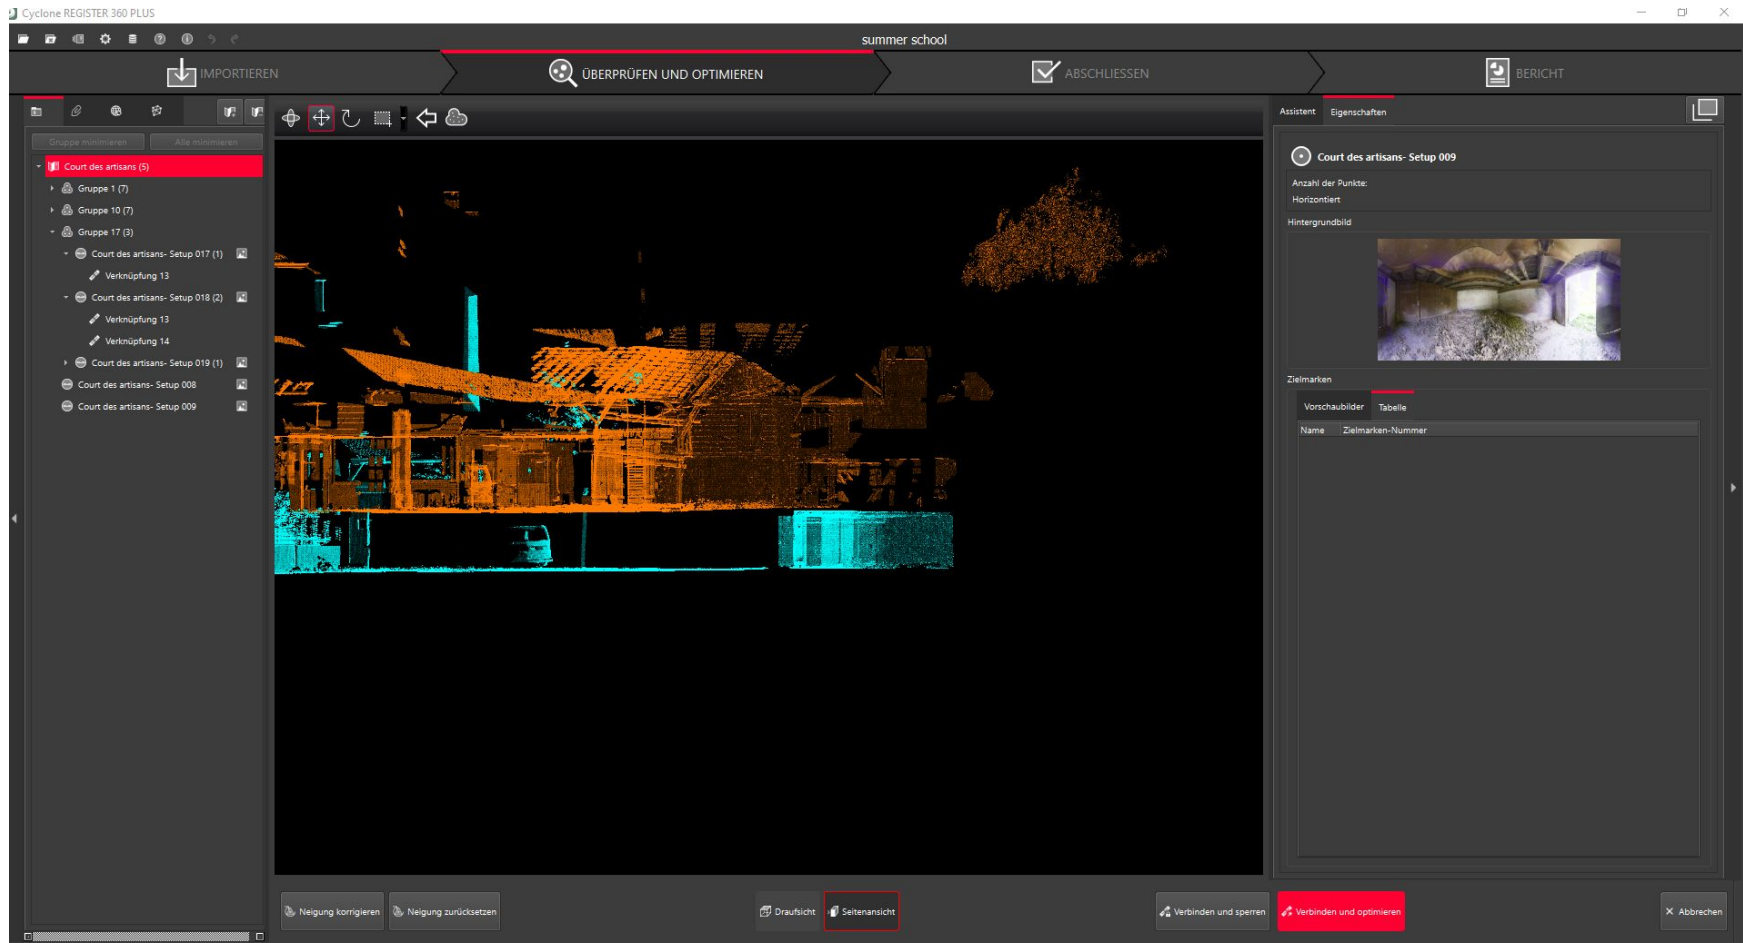 Cyclone REGISTER 360 PLUS
summer school
IMPORTIEREN
ÜBERPRÜFEN UND OPTIMIEREN
ABSCHLIESSEN
BERICHT
Gruppe minimieren
Alle minimieren
Court des artisans (5)
Gruppe 1 (7)
Gruppe 10 (7)
Gruppe 17 (3)
Court des artisans- Setup 017 (1)
Verknüpfung 13
Court des artisans- Setup 018 (2)
Verknüpfung 13
Verknüpfung 14
Court des artisans- Setup 019 (1)
Court des artisans- Setup 008
Court des artisans- Setup 009
Assistent Eigenschaften
Court des artisans- Setup 009
Anzahl der Punkte:
Horizontiert
Hintergrundbild
Zielmarken
Vorschaubilder Tabelle
Name Zielmarken-Nummer
Neigung korrigieren
Neigung zurücksetzen
Draufsicht
Seitenansicht
Verbinden und sperren
Verbinden und optimieren
Abbrechen